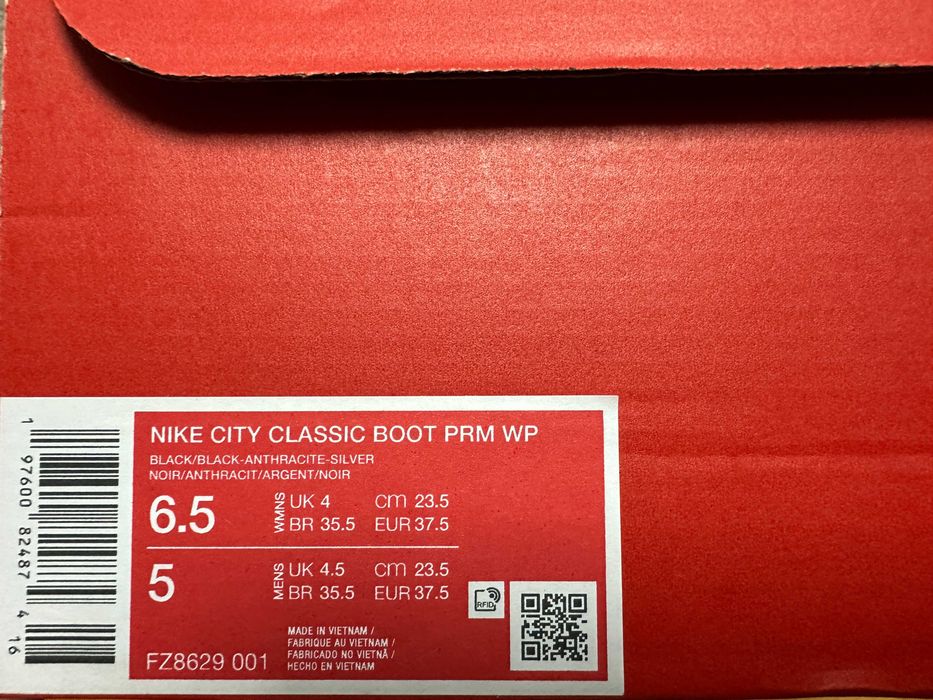 NIKE CITY CLASSIC BOOT PRM WP
BLACK/BLACK-ANTHRACITE-SILVER
NOIR/ANTHRACIT/ARGENT/NOIR
6.5 WMNS UK 4 cm 23.5
BR 35.5 EUR 37.5
5 MENS UK 4.5 cm 23.5
BR 35.5 EUR 37.5
MADE IN VIETNAM /
FABRIQUE AU VIETNAM /
FABRICADO NO VIETNÃ /
HECHO EN VIETNAM
FZ8629 001
RFID
1 97600 82487 4 16